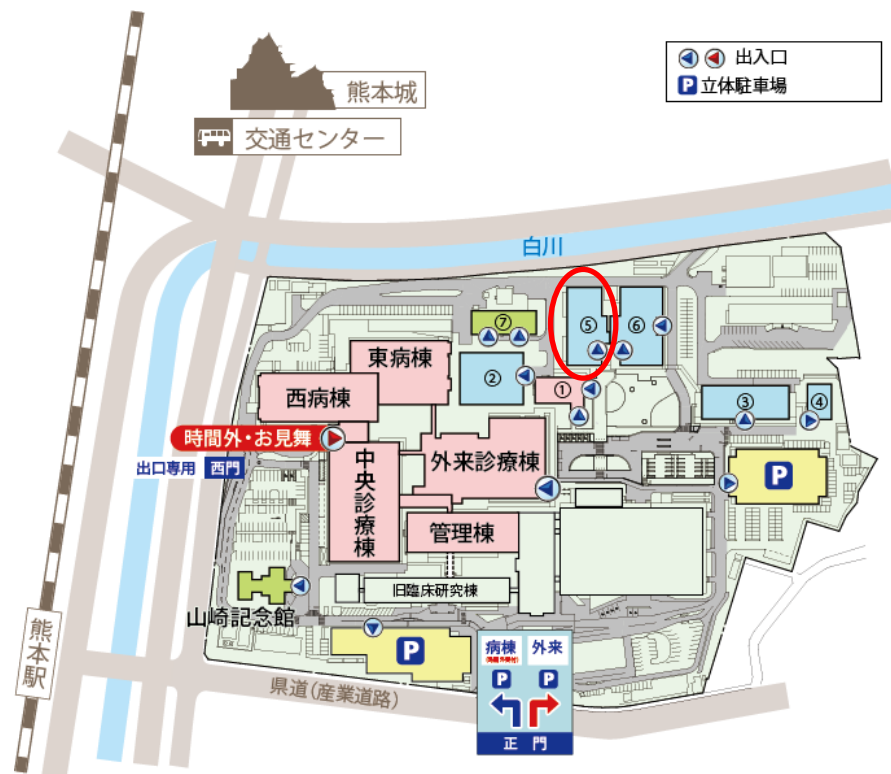 熊本城
交通センター
出入口
P 立体駐車場
白川
⑦
⑤
⑥
東病棟
②
①
西病棟
③
④
時間外・お見舞
外来診療棟
出口専用 西門
中央診療棟
P
管理棟
旧臨床研究棟
山崎記念館
熊本駅
P
病棟
外来
P
P
正門
県道(産業道路)